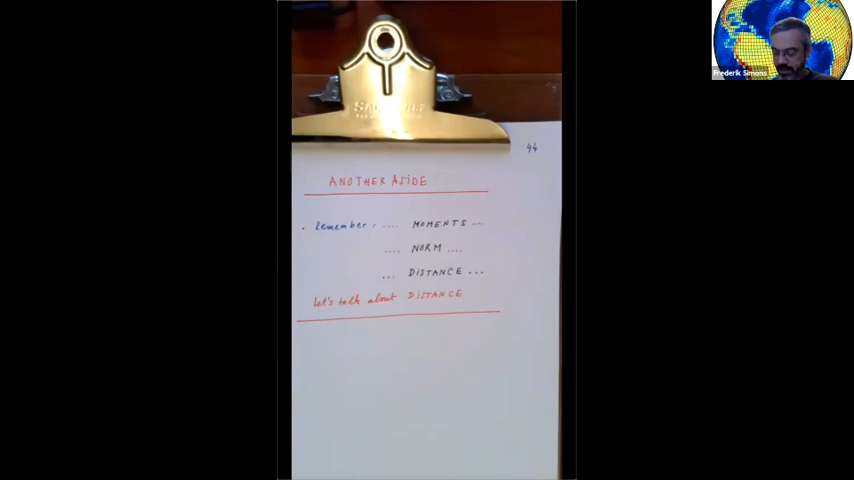 Frederik Simons
44
ANOTHER ASIDE
• Remember: .... MOMENTS ....
.... NORM ....
... DISTANCE ...
Let's talk about DISTANCE